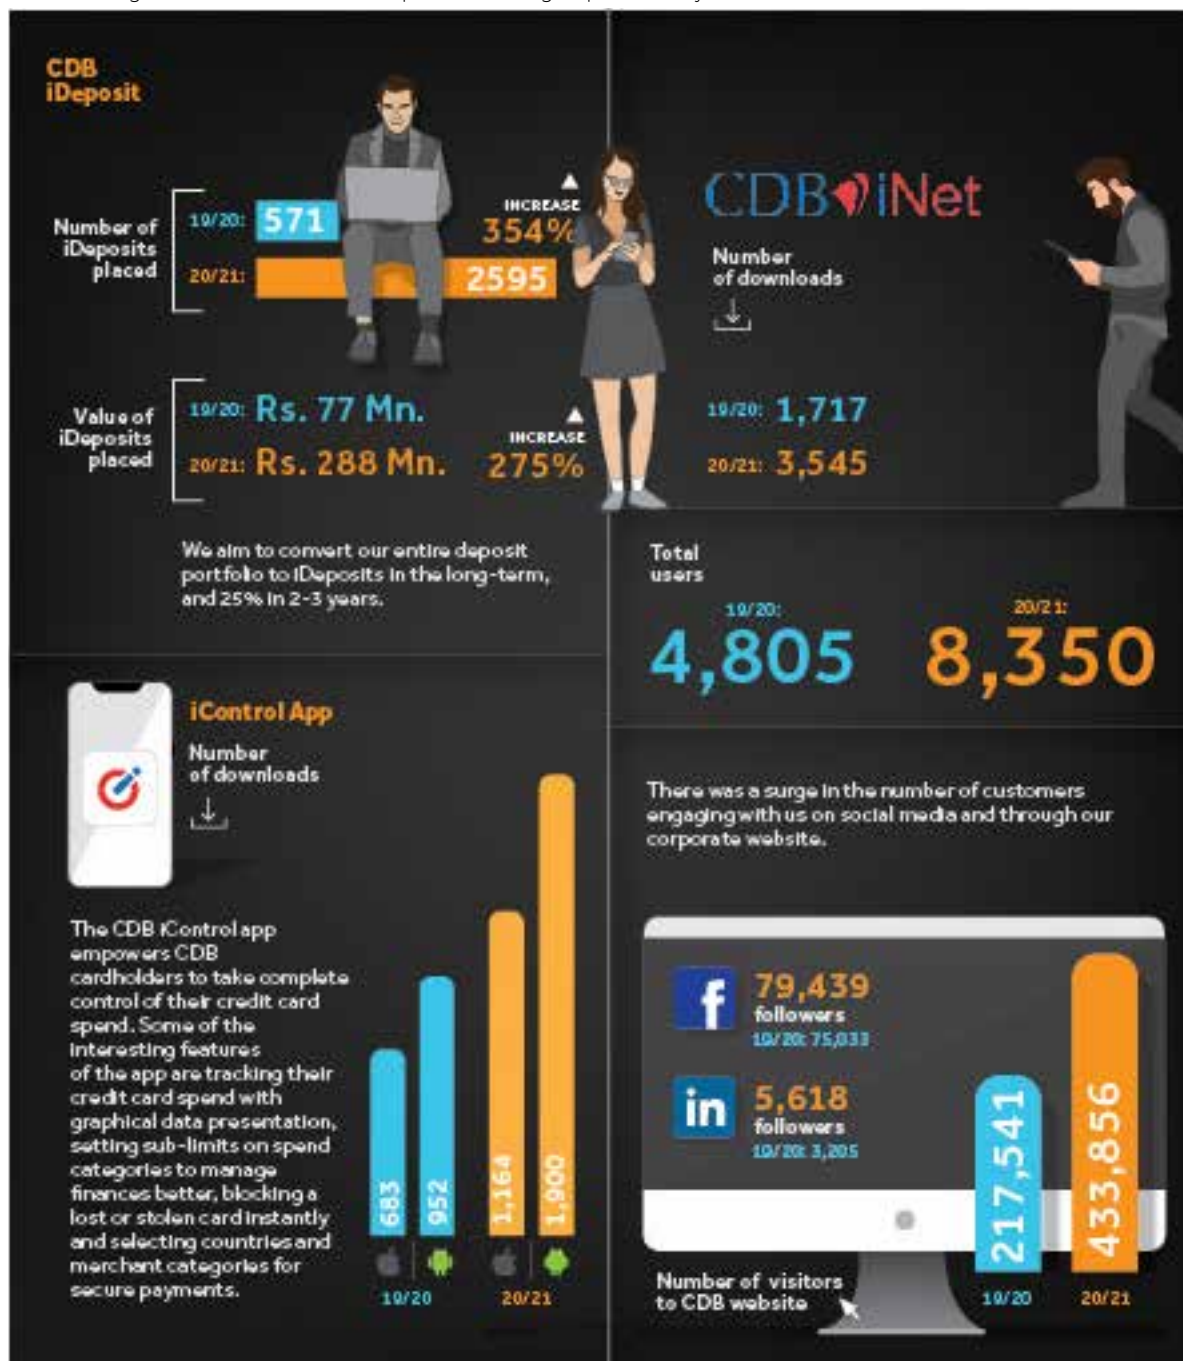 CDB
iDeposit
Number of
iDeposits
placed
19/20: 571
20/21: 2595
INCREASE
354%
Value of
iDeposits
placed
19/20: Rs. 77 Mn.
20/21: Rs. 288 Mn.
INCREASE
275%
We aim to convert our entire deposit
portfolio to iDeposits in the long-term,
and 25% in 2-3 years.
CDB iNet
Number
of downloads
19/20: 1,717
20/21: 3,545
Total
users
19/20:
4,805
20/21:
8,350
iControl App
Number
of downloads
The CDB iControl app
empowers CDB
cardholders to take complete
control of their credit card
spend. Some of the
interesting features
of the app are tracking their
credit card spend with
graphical data presentation,
setting sub-limits on spend
categories to manage
finances better, blocking a
lost or stolen card instantly
and selecting countries and
merchant categories for
secure payments.
683
952
1,164
1,900
19/20
20/21
There was a surge in the number of customers
engaging with us on social media and through our
corporate website.
f
79,439
followers
19/20: 75,033
in
5,618
followers
19/20: 3,205
Number of visitors
to CDB website
217,541
433,856
19/20
20/21